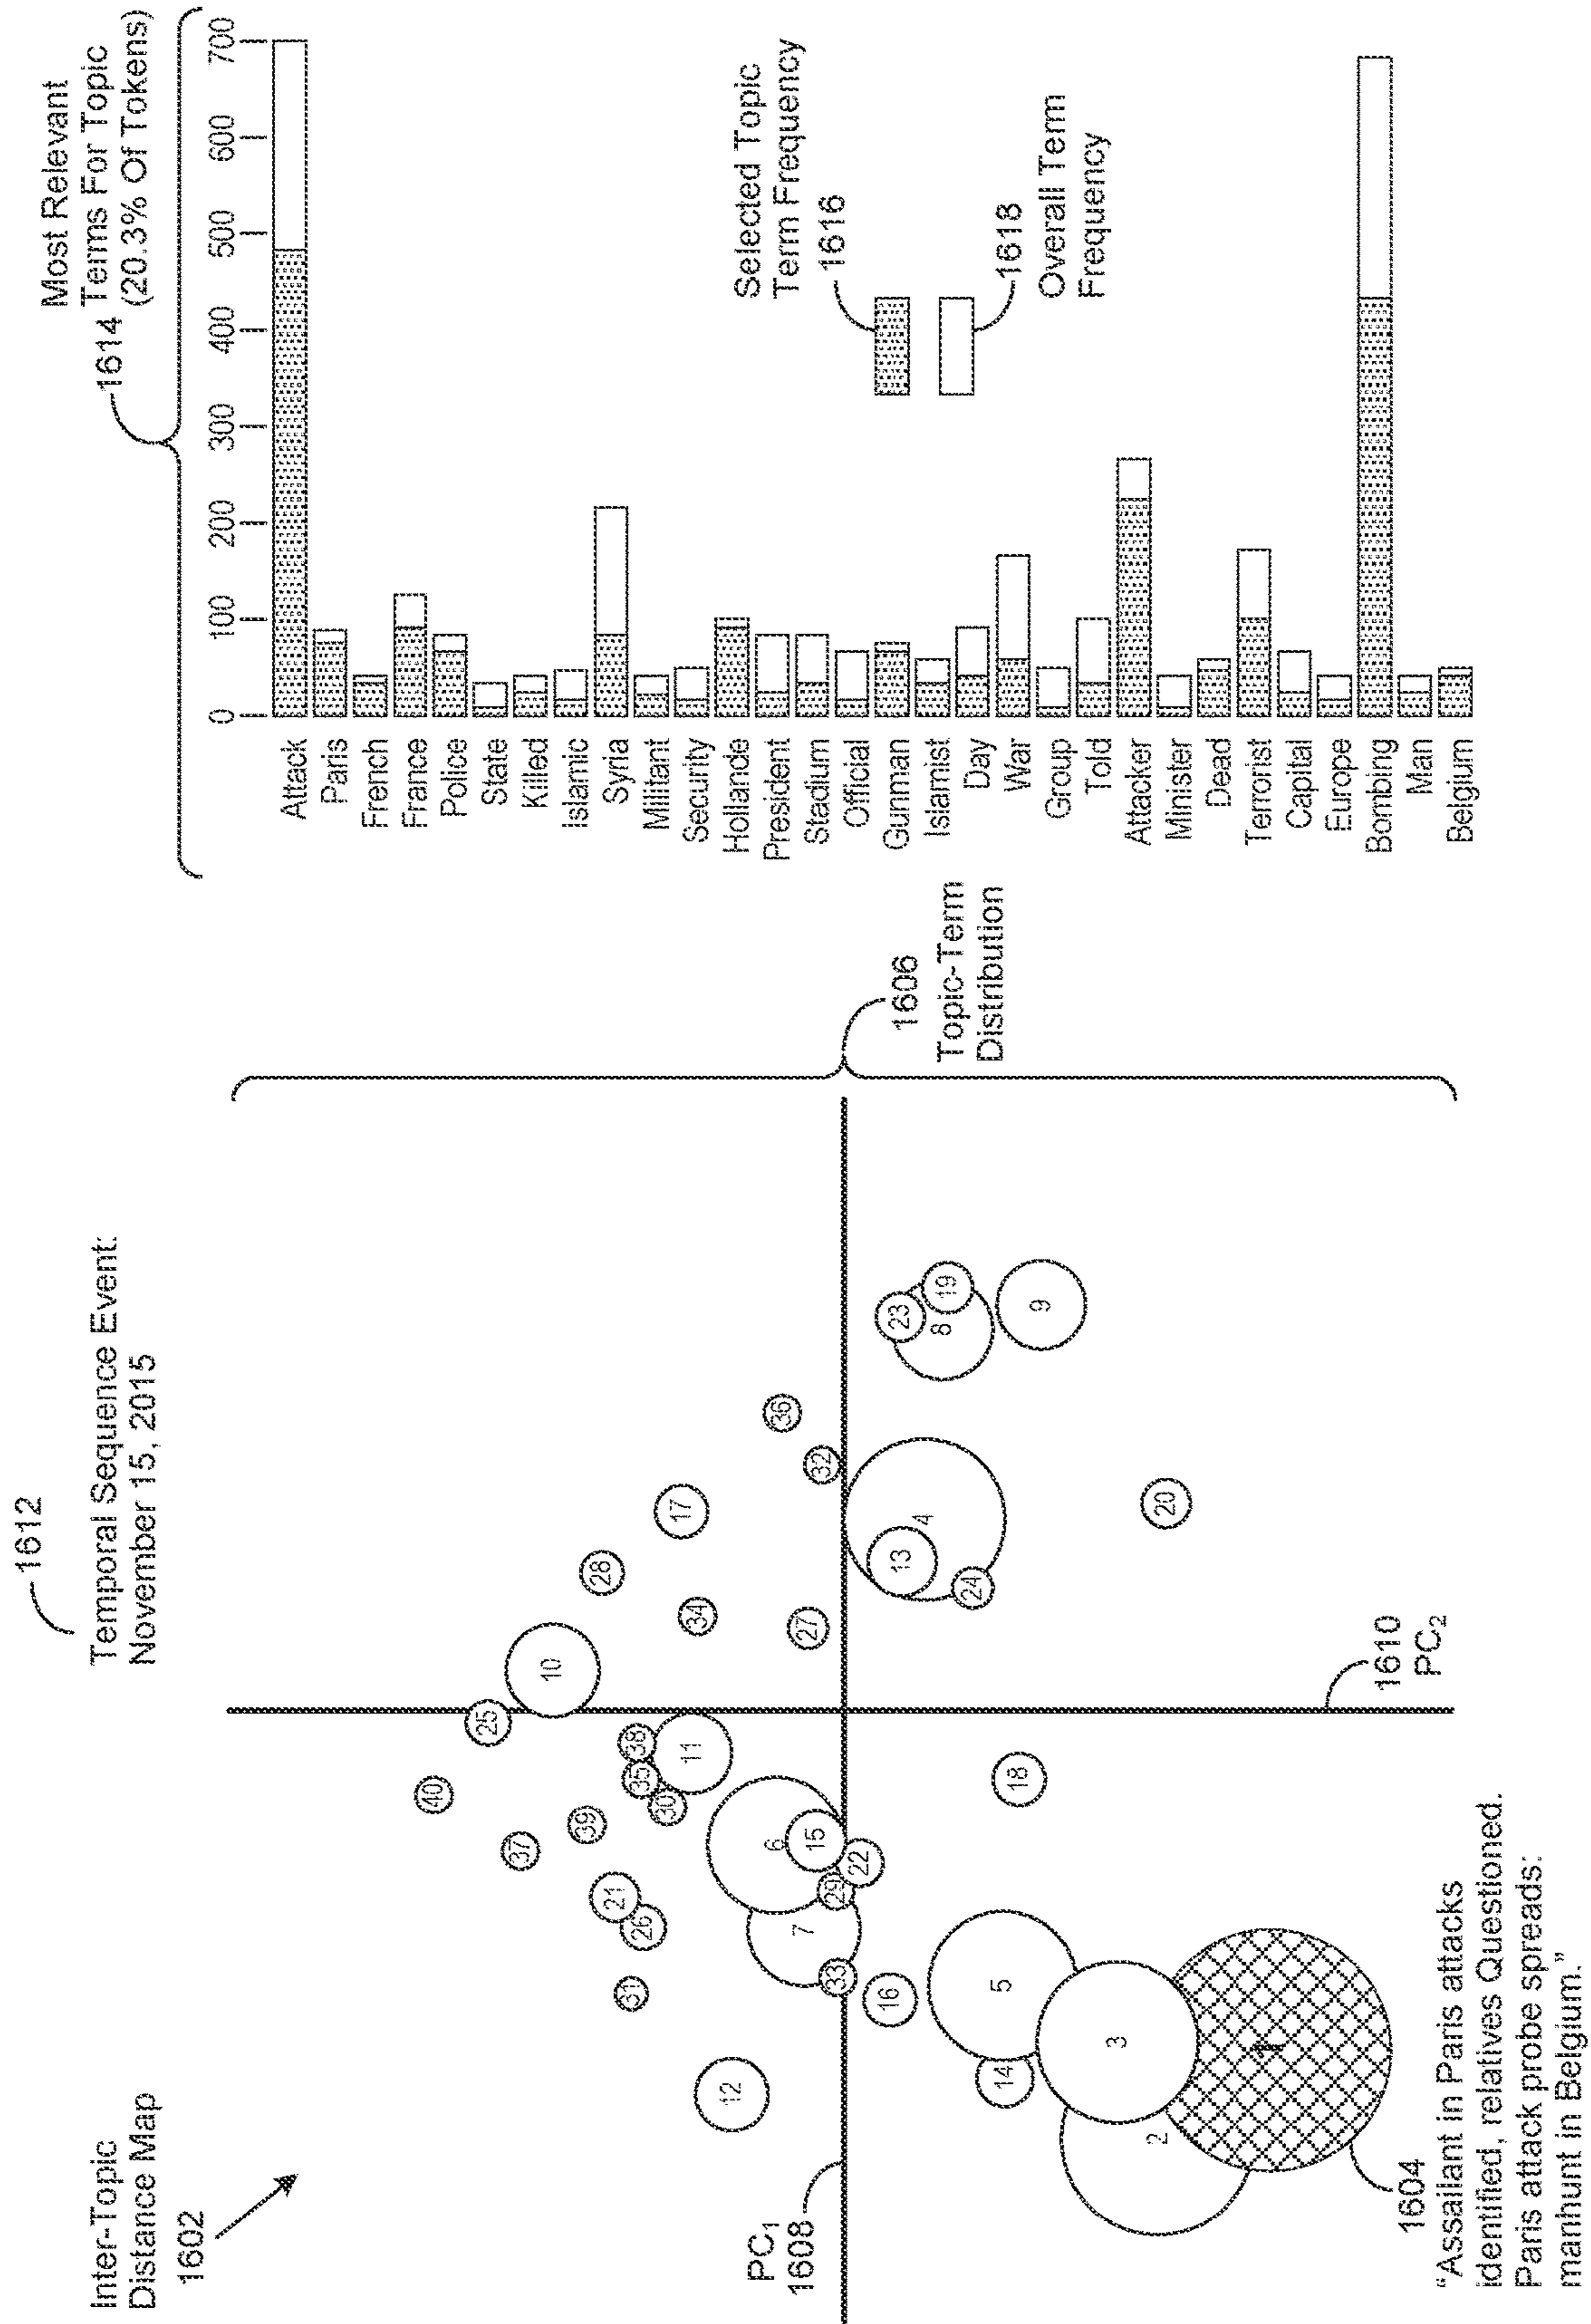 Inter-Topic
Distance Map
1602
1612
Temporal Sequence Event:
November 15, 2015
40
25
37
10
39
28
21
38
35
31
26
30
34
17
11
12
6
36
7
15
27
32
29
33
22
PC1
1608
16
23
13
5
14
4
8
19
18
24
9
3
2
20
1
1610
PC2
1604
"Assailant in Paris attacks
identified, relatives Questioned.
Paris attack probe spreads:
manhunt in Belgium."
1606
Topic-Term
Distribution
Most Relevant
1614
Terms For Topic
(20.3% Of Tokens)
0 100 200 300 400 500 600 700
Attack
Paris
French
France
Police
State
Killed
Islamic
Syria
Militant
Security
Hollande
President
Stadium
Official
Gunman
Islamist
Day
War
Group
Told
Attacker
Minister
Dead
Terrorist
Capital
Europe
Bombing
Man
Belgium
Selected Topic
Term Frequency
1616
1618
Overall Term
Frequency